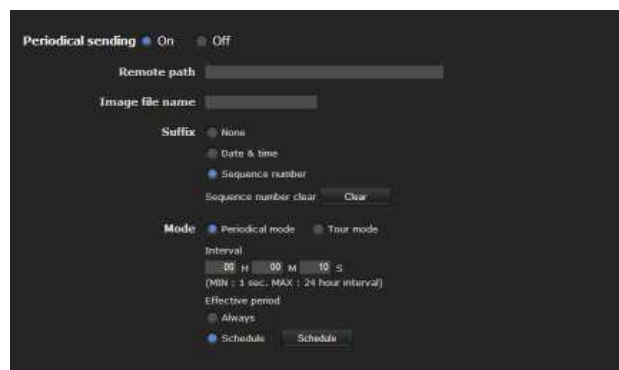 Periodical sending On Off
Remote path
Image file name
Suffix None
Date & time
Sequence number
Sequence number clear Clear
Mode Periodical mode Tour mode
Interval
00 H 00 M 10 S
(MIN : 1 sec. MAX : 24 hour interval)
Effective period
Always
Schedule Schedule